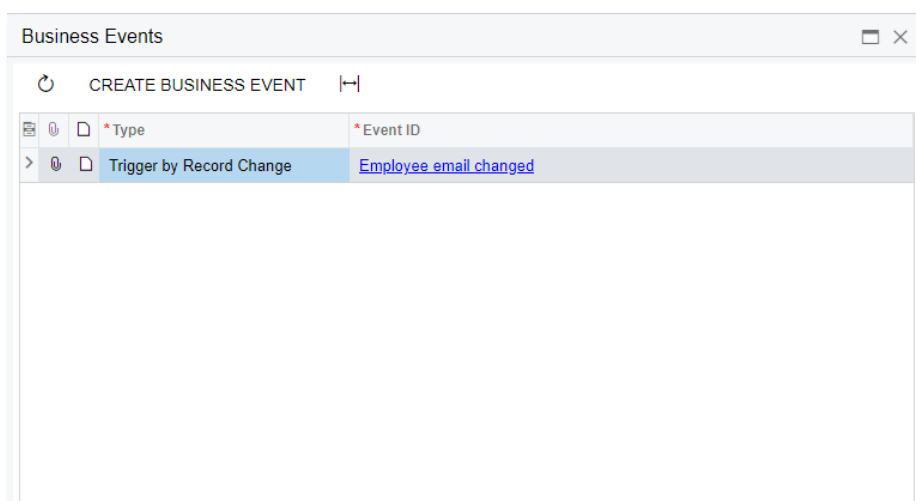 Business Events
CREATE BUSINESS EVENT
* Type * Event ID
Trigger by Record Change Employee email changed